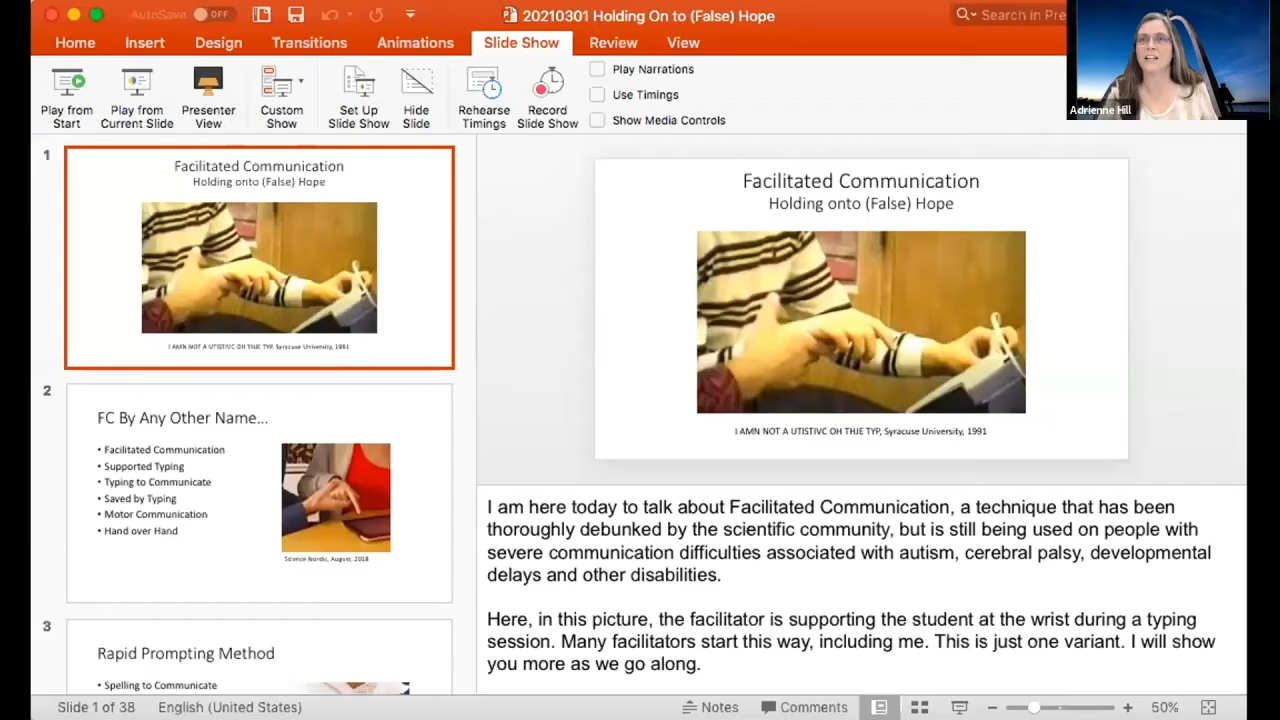 AutoSave OFF
20210301 Holding On to (False) Hope
Search in Pre
Home Insert Design Transitions Animations Slide Show Review View
Play from Start
Play from Current Slide
Presenter View
Custom Show
Set Up Slide Show
Hide Slide
Rehearse Timings
Record Slide Show
Play Narrations
Use Timings
Show Media Controls
Adrienne Hill
1
Facilitated Communication
Holding onto (False) Hope
I AMN NOT A UTISTIVC OH THJE TYP, Syracuse University, 1991
2
FC By Any Other Name...
• Facilitated Communication
• Supported Typing
• Typing to Communicate
• Saved by Typing
• Motor Communication
• Hand over Hand
Science Nordic, August, 2018
3
Rapid Prompting Method
• Spelling to Communicate
Facilitated Communication
Holding onto (False) Hope
I AMN NOT A UTISTIVC OH THJE TYP, Syracuse University, 1991
I am here today to talk about Facilitated Communication, a technique that has been
thoroughly debunked by the scientific community, but is still being used on people with
severe communication difficulties associated with autism, cerebral palsy, developmental
delays and other disabilities.
Here, in this picture, the facilitator is supporting the student at the wrist during a typing
session. Many facilitators start this way, including me. This is just one variant. I will show
you more as we go along.
Slide 1 of 38 English (United States) Notes Comments 50%